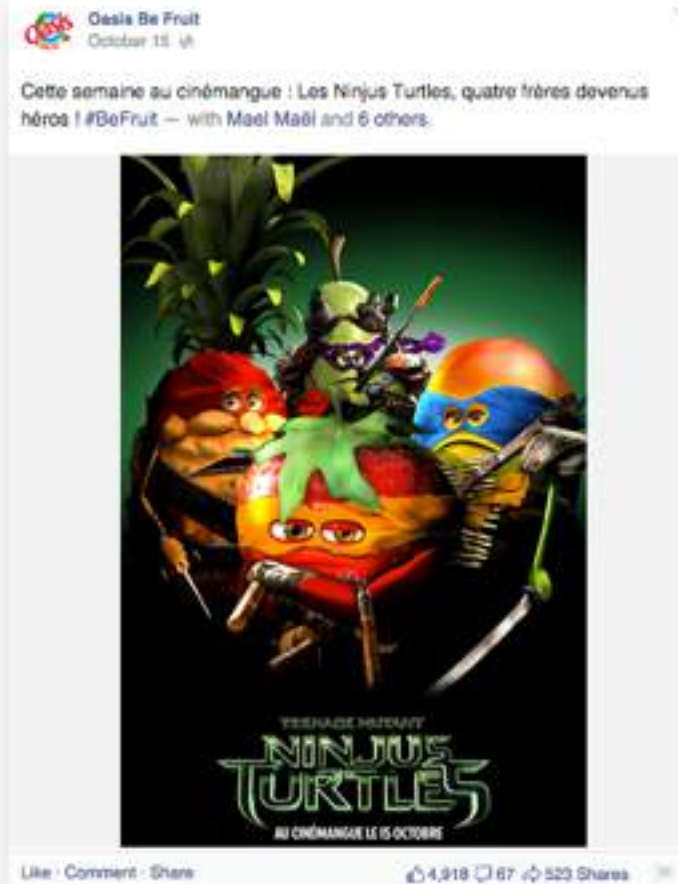 Oasis
Oasis Be Fruit
October 15
Cette semaine au cinémangue : Les Ninjus Turtles, quatre frères devenus
héros ! #BeFruit — with Mael Maël and 6 others.
TEENAGE MUTANT
NINJUS
TURTLES
AU CINÉMANGUE LE 15 OCTOBRE
Like · Comment · Share 4,918 67 523 Shares